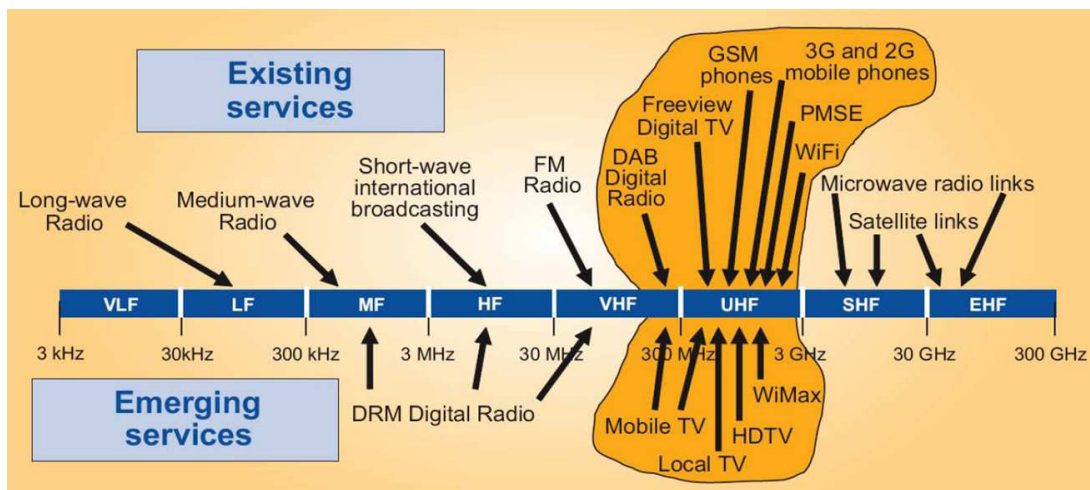 Existing
services
GSM
phones
3G and 2G
mobile phones
Freeview
Digital TV
PMSE
DAB
Digital
Radio
WiFi
Short-wave
international
broadcasting
FM
Radio
Long-wave
Radio
Medium-wave
Radio
Microwave radio links
Satellite links
VLF
LF
MF
HF
VHF
UHF
SHF
EHF
3 kHz
30kHz
300 kHz
3 MHz
30 MHz
300 MHz
3 GHz
30 GHz
300 GHz
Emerging
services
DRM Digital Radio
Mobile TV
WiMax
HDTV
Local TV